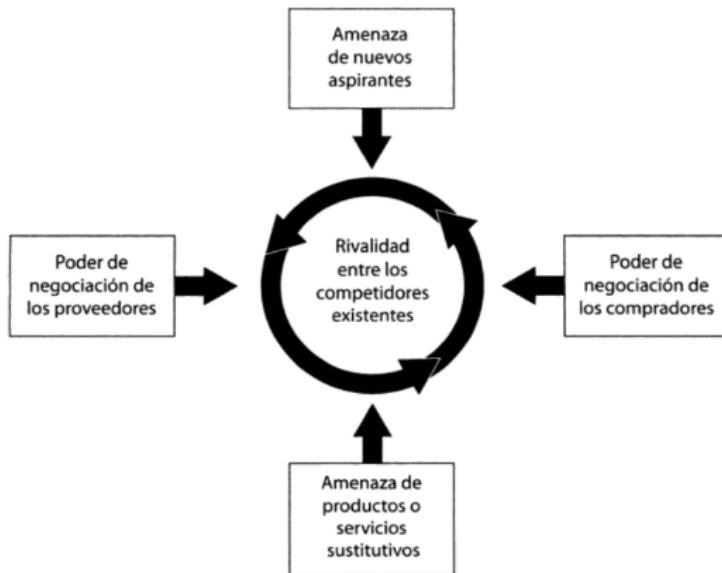 Amenaza
de nuevos
aspirantes
Poder de
negociación de
los proveedores
Rivalidad
entre los
competidores
existentes
Poder de
negociación de
los compradores
Amenaza de
productos o
servicios
sustitutivos